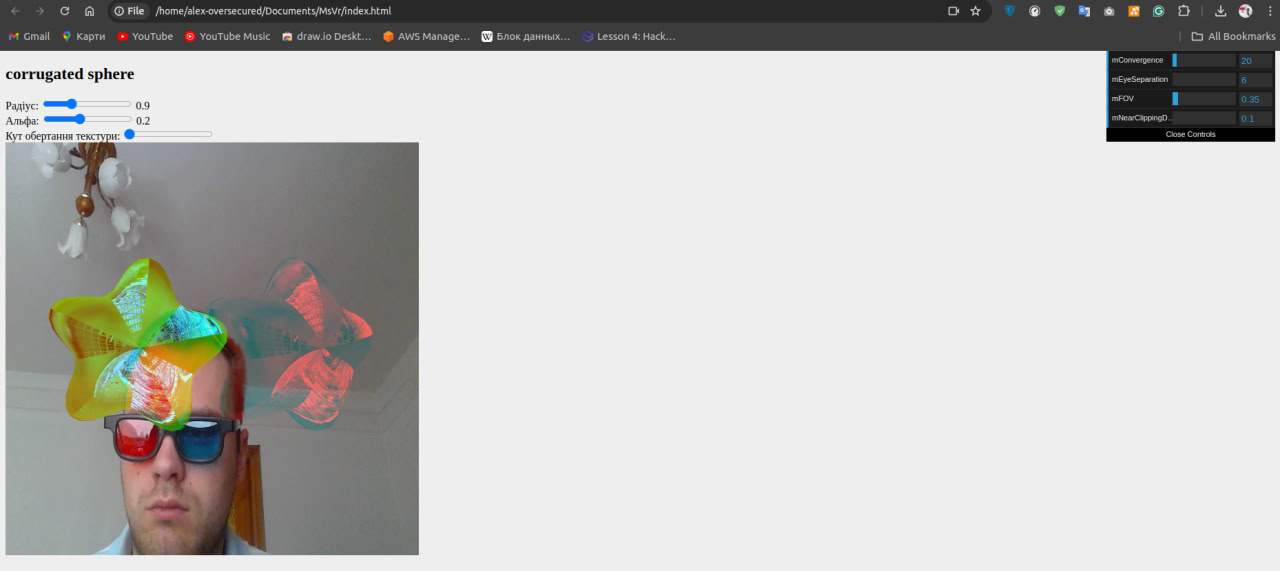 File
/home/alex-oversecured/Documents/MsVr/index.html
Gmail
Карти
YouTube
YouTube Music
draw.io Deskt…
AWS Manage…
Блок данных…
Lesson 4: Hack…
All Bookmarks
corrugated sphere
Радіус: 0.9
Альфа: 0.2
Кут обертання текстури:
mConvergence 20
mEyeSeparation 6
mFOV 0.35
mNearClippingD… 0.1
Close Controls